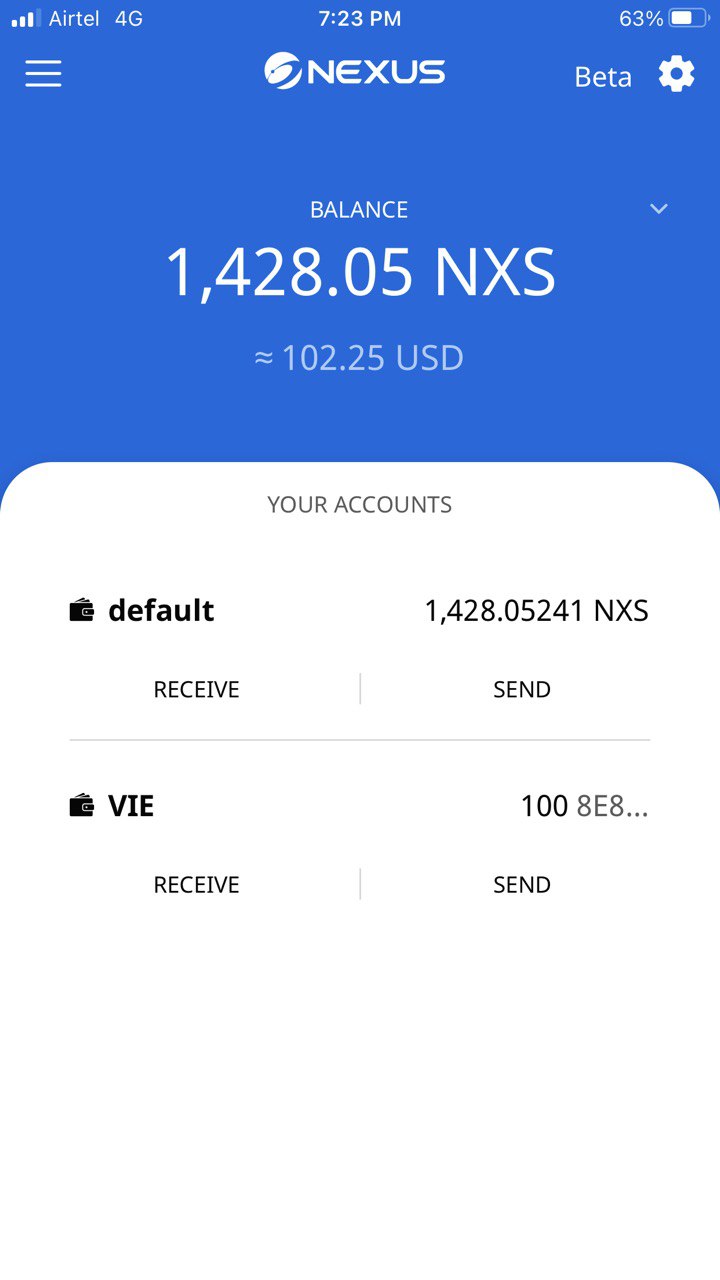 Airtel 4G 7:23 PM 63%
NEXUS Beta
BALANCE
1,428.05 NXS
≈ 102.25 USD
YOUR ACCOUNTS
default 1,428.05241 NXS
RECEIVE SEND
VIE 100 8E8...
RECEIVE SEND